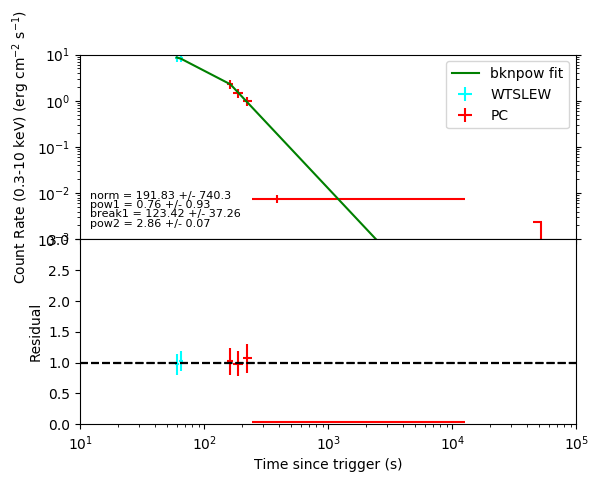 Count Rate (0.3-10 keV) (erg cm⁻² s⁻¹)
10¹
10⁰
10⁻¹
10⁻²
10⁻³
bknpow fit
WTSLEW
PC
norm = 191.83 +/- 740.3
pow1 = 0.76 +/- 0.93
break1 = 123.42 +/- 37.26
pow2 = 2.86 +/- 0.07
Residual
3.0
2.5
2.0
1.5
1.0
0.5
0.0
10¹ 10² 10³ 10⁴ 10⁵
Time since trigger (s)